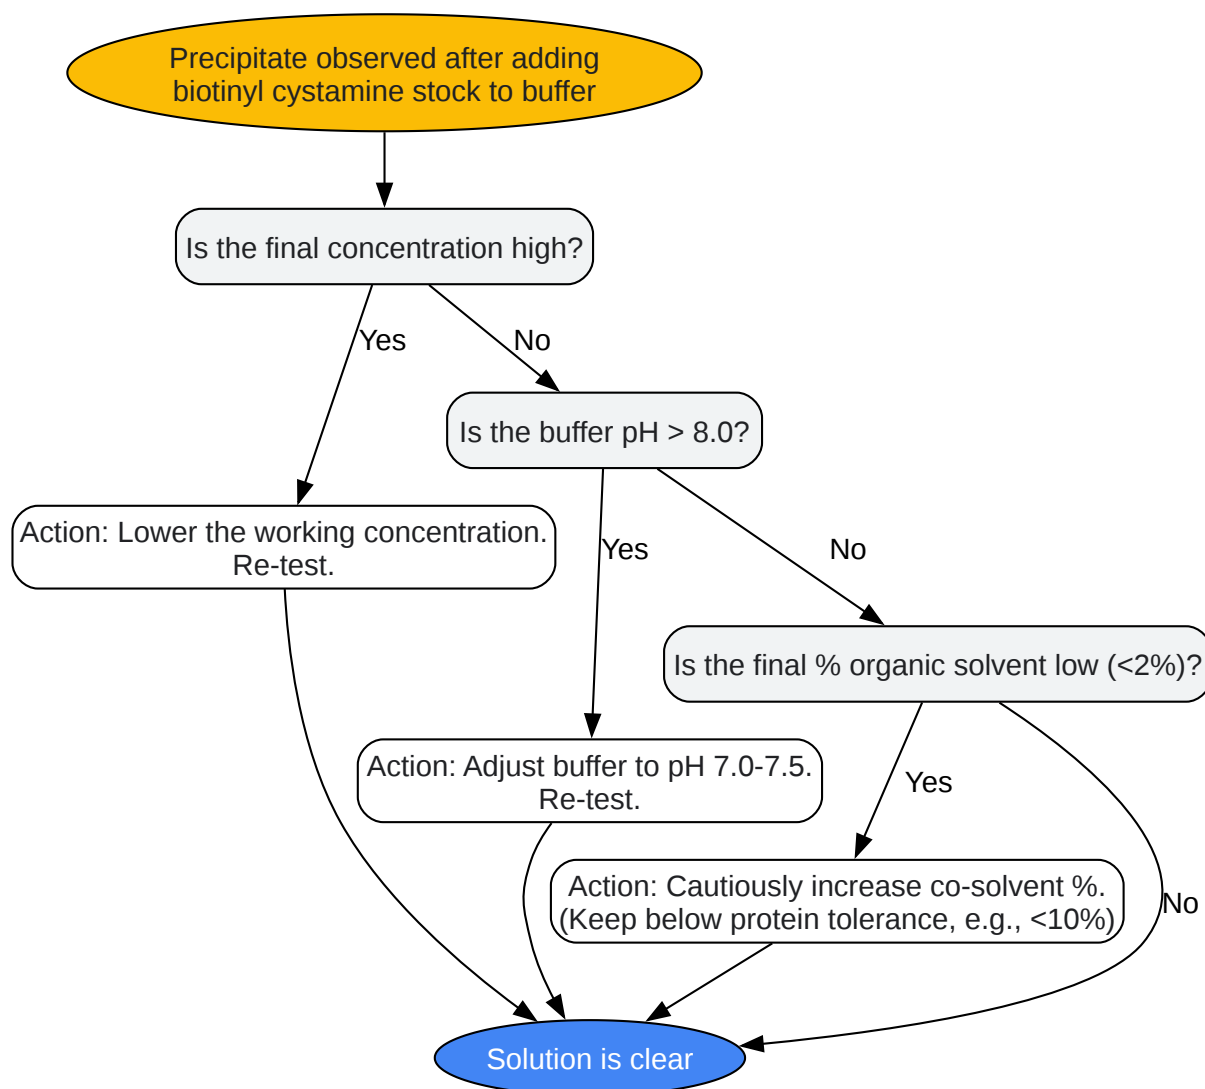 Precipitate observed after adding
biotinyl cystamine stock to buffer
Is the final concentration high?
Yes
No
Is the buffer pH > 8.0?
Action: Lower the working concentration.
Re-test.
Yes
No
Is the final % organic solvent low (<2%)?
Action: Adjust buffer to pH 7.0-7.5.
Re-test.
Yes
Action: Cautiously increase co-solvent %.
(Keep below protein tolerance, e.g., <10%)
No
Solution is clear